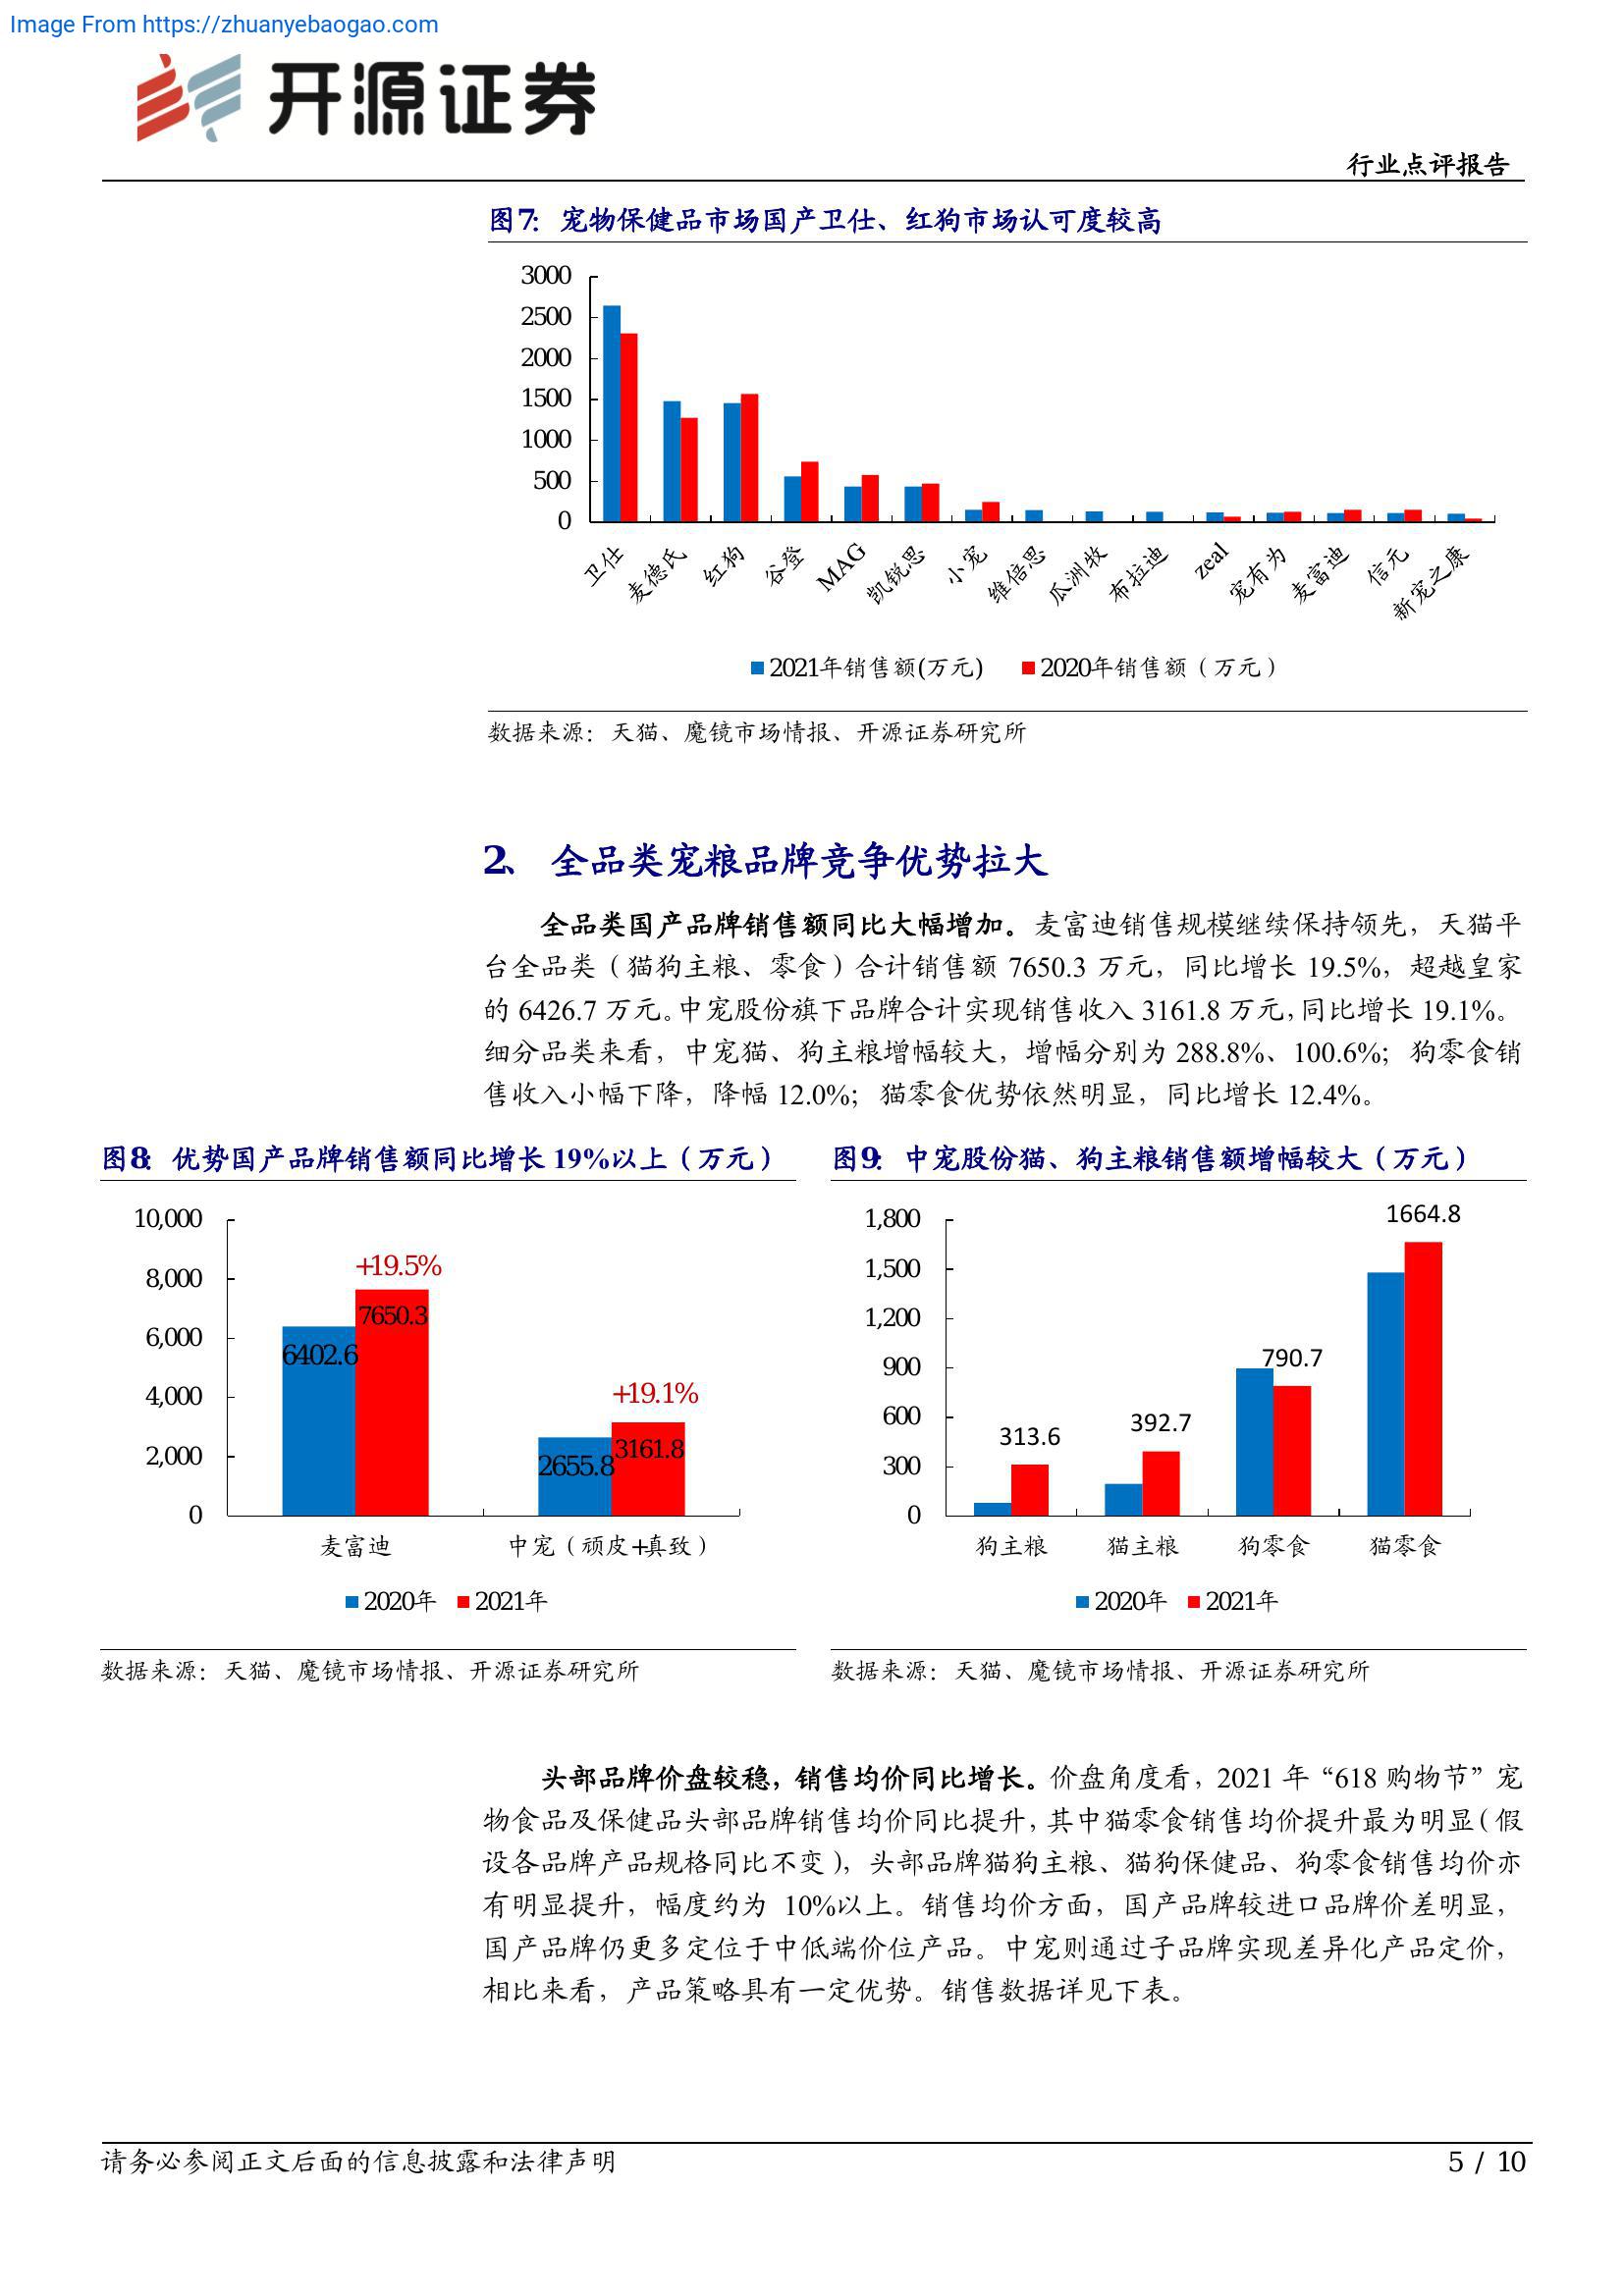 Image From https://zhuanyebaogao.com
开源证券
行业点评报告
图7： 宠物保健品市场国产卫仕、红狗市场认可度较高
3000
2500
2000
1500
1000
500
0
卫仕 麦德氏 红狗 谷登 MAG 凯锐思 小宠 维倍思 瓜洲牧 布拉迪 zeal 宠有为 麦富迪 信元 新宠之康
2021年销售额(万元) 2020年销售额（万元）
数据来源：天猫、魔镜市场情报、开源证券研究所
2、 全品类宠粮品牌竞争优势拉大
全品类国产品牌销售额同比大幅增加。麦富迪销售规模继续保持领先，天猫平
台全品类（猫狗主粮、零食）合计销售额 7650.3 万元，同比增长 19.5%，超越皇家
的 6426.7 万元。中宠股份旗下品牌合计实现销售收入 3161.8 万元，同比增长 19.1%。
细分品类来看，中宠猫、狗主粮增幅较大，增幅分别为 288.8%、100.6%；狗零食销
售收入小幅下降，降幅 12.0%；猫零食优势依然明显，同比增长 12.4%。
图8： 优势国产品牌销售额同比增长 19%以上（万元）
10,000
8,000
6,000
4,000
2,000
0
+19.5%
7650.3
6402.6
+19.1%
3161.8
2655.8
麦富迪 中宠（顽皮+真致）
2020年 2021年
数据来源：天猫、魔镜市场情报、开源证券研究所
图9： 中宠股份猫、狗主粮销售额增幅较大（万元）
1,800
1,500
1,200
900
600
300
0
313.6
392.7
790.7
1664.8
狗主粮 猫主粮 狗零食 猫零食
2020年 2021年
数据来源：天猫、魔镜市场情报、开源证券研究所
头部品牌价盘较稳，销售均价同比增长。价盘角度看，2021 年“618 购物节”宠
物食品及保健品头部品牌销售均价同比提升，其中猫零食销售均价提升最为明显（假
设各品牌产品规格同比不变），头部品牌猫狗主粮、猫狗保健品、狗零食销售均价亦
有明显提升，幅度约为 10%以上。销售均价方面，国产品牌较进口品牌价差明显，
国产品牌仍更多定位于中低端价位产品。中宠则通过子品牌实现差异化产品定价，
相比来看，产品策略具有一定优势。销售数据详见下表。
请务必参阅正文后面的信息披露和法律声明
5 / 10